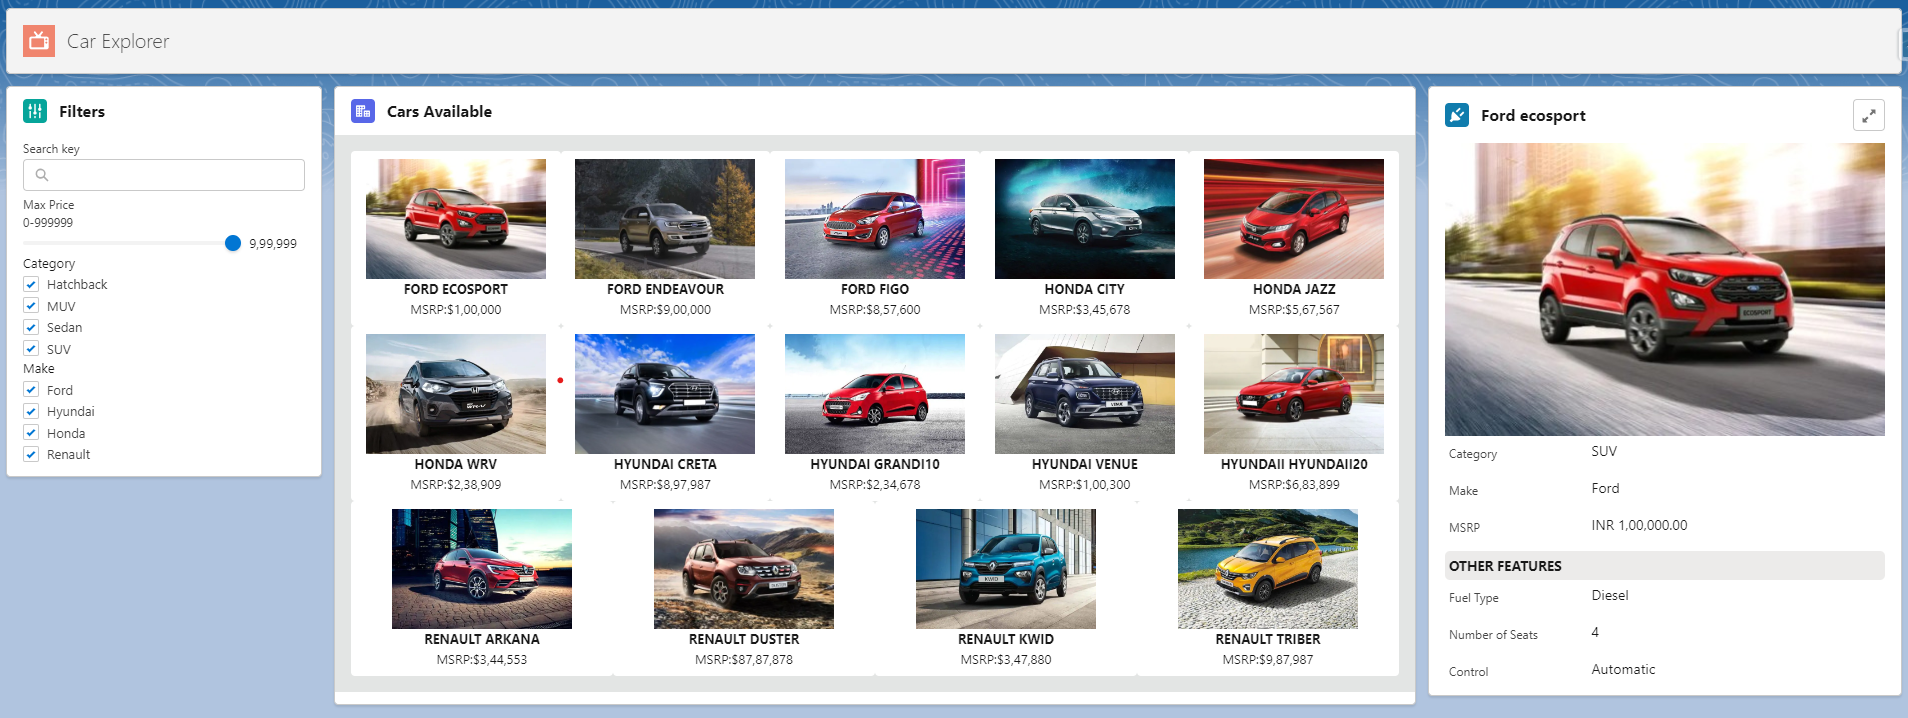 Car Explorer
Filters
Search key
Max Price
0-999999
9,99,999
Category
Hatchback
MUV
Sedan
SUV
Make
Ford
Hyundai
Honda
Renault
Cars Available
FORD ECOSPORT
MSRP:$1,00,000
FORD ENDEAVOUR
MSRP:$9,00,000
FORD FIGO
MSRP:$8,57,600
HONDA CITY
MSRP:$3,45,678
HONDA JAZZ
MSRP:$5,67,567
HONDA WRV
MSRP:$2,38,909
HYUNDAI CRETA
MSRP:$8,97,987
HYUNDAI GRANDI10
MSRP:$2,34,678
VENUE
HYUNDAI VENUE
MSRP:$1,00,300
HYUNDAII HYUNDAII20
MSRP:$6,83,899
RENAULT ARKANA
MSRP:$3,44,553
RENAULT DUSTER
MSRP:$87,87,878
KWID
RENAULT KWID
MSRP:$3,47,880
RENAULT TRIBER
MSRP:$9,87,987
Ford ecosport
ECOSPORT
Category SUV
Make Ford
MSRP INR 1,00,000.00
OTHER FEATURES
Fuel Type Diesel
Number of Seats 4
Control Automatic